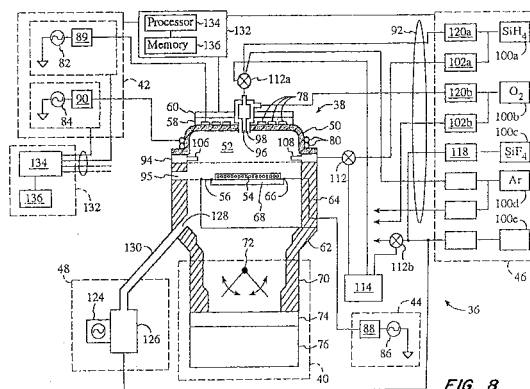 Processor 134
Memory 136
132
92
120a SiH4
102a 100a
120b O2
102b 100b
100c
118 SiF4
Ar
100d
100e
46
112a
89
82
42
90
84
134
136
132
60
58
78
38
50
80
106 52 98 108
96
94
95
112
56 54 66
68
64
62
128
130
72
70
74
76
40
48
124
126
114
112b
44
88
86
36
FIG 8